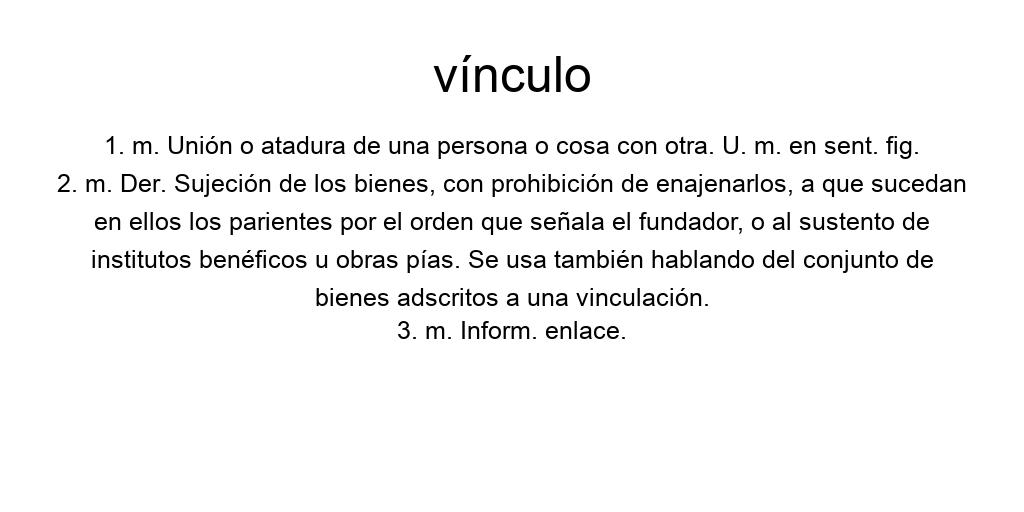 vínculo
1. m. Unión o atadura de una persona o cosa con otra. U. m. en sent. fig.
2. m. Der. Sujeción de los bienes, con prohibición de enajenarlos, a que sucedan
en ellos los parientes por el orden que señala el fundador, o al sustento de
institutos benéficos u obras pías. Se usa también hablando del conjunto de
bienes adscritos a una vinculación.
3. m. Inform. enlace.